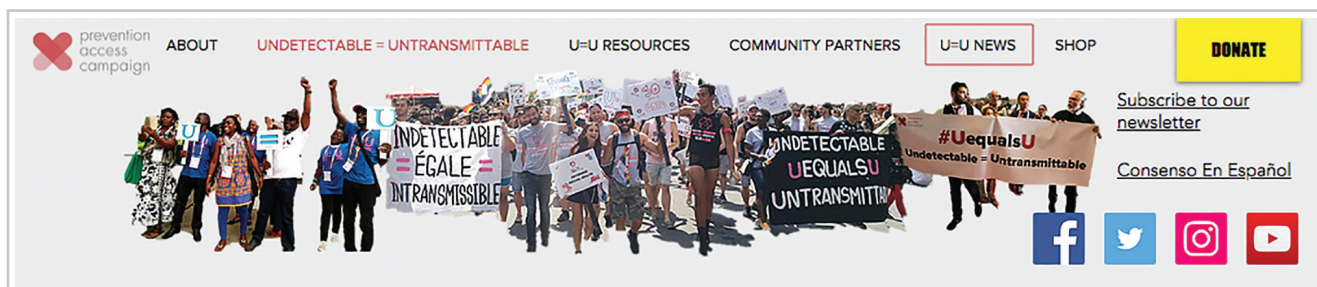 prevention
access
campaign
ABOUT
UNDETECTABLE = UNTRANSMITTABLE
U=U RESOURCES
COMMUNITY PARTNERS
U=U NEWS
SHOP
DONATE
Subscribe to our
newsletter
Consenso En Español
U
=
U
INDETECTABLE
= ÉGALE =
INTRANSMISSIBLE
UNDETECTABLE
UEQUALSU
UNTRANSMITTA
#UequalsU
Undetectable = Untransmittable